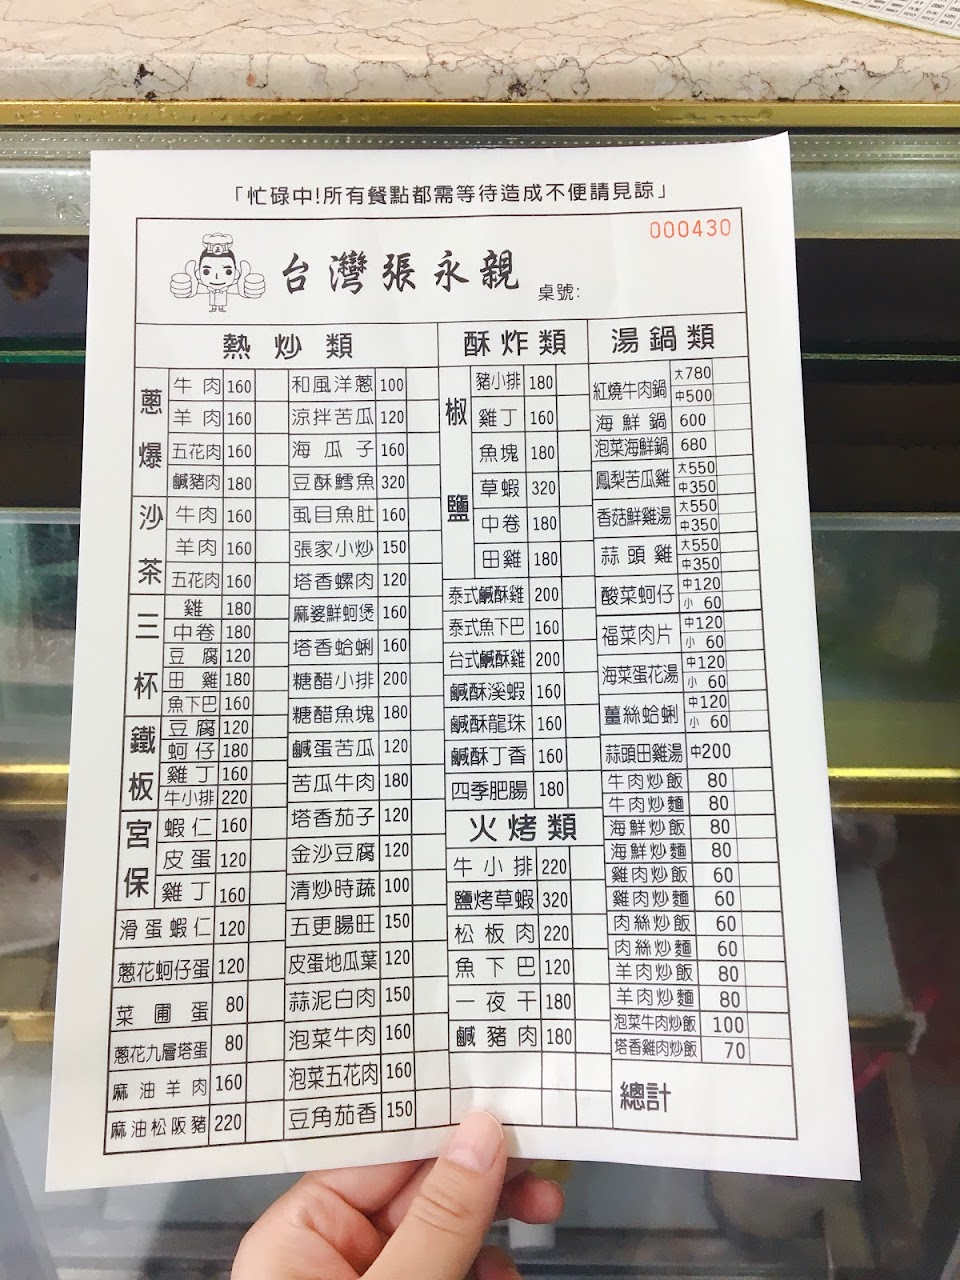 「忙碌中!所有餐點都需等待造成不便請見諒」
000430
台灣張永親
桌號:
熱炒類
蔥爆
牛肉 160
羊肉 160
五花肉 160
鹹豬肉 180
沙茶
牛肉 160
羊肉 160
五花肉 160
三杯
雞 180
中卷 180
豆腐 120
田雞 180
魚下巴 160
鐵板
豆腐 120
蚵仔 180
雞丁 160
牛小排 220
宮保
蝦仁 160
皮蛋 120
雞丁 160
滑蛋蝦仁 120
蔥花蚵仔蛋 120
菜圃蛋 80
蔥花九層塔蛋 80
麻油羊肉 160
麻油松阪豬 220
和風洋蔥 100
涼拌苦瓜 120
海瓜子 160
豆酥鱈魚 320
虱目魚肚 160
張家小炒 150
塔香螺肉 120
麻婆鮮蚵煲 160
塔香蛤蜊 160
糖醋小排 200
糖醋魚塊 180
鹹蛋苦瓜 120
苦瓜牛肉 180
塔香茄子 120
金沙豆腐 120
清炒時蔬 100
五更腸旺 150
皮蛋地瓜葉 120
蒜泥白肉 150
泡菜牛肉 160
泡菜五花肉 160
豆角茄香 150
酥炸類
椒鹽
豬小排 180
雞丁 160
魚塊 180
草蝦 320
中卷 180
田雞 180
泰式鹹酥雞 200
泰式魚下巴 160
台式鹹酥雞 200
鹹酥溪蝦 160
鹹酥龍珠 160
鹹酥丁香 160
四季肥腸 180
火烤類
牛小排 220
鹽烤草蝦 320
松板肉 220
魚下巴 120
一夜干 180
鹹豬肉 180
湯鍋類
紅燒牛肉鍋 大780 中500
海鮮鍋 600
泡菜海鮮鍋 680
鳳梨苦瓜雞 大550 中350
香菇鮮雞湯 大550 中350
蒜頭雞 大550 中350
酸菜蚵仔 中120 小60
福菜肉片 中120 小60
海菜蛋花湯 中120 小60
薑絲蛤蜊 中120 小60
蒜頭田雞湯 中200
牛肉炒飯 80
牛肉炒麵 80
海鮮炒飯 80
海鮮炒麵 80
雞肉炒飯 60
雞肉炒麵 60
肉絲炒飯 60
肉絲炒麵 60
羊肉炒飯 80
羊肉炒麵 80
泡菜牛肉炒飯 100
塔香雞肉炒飯 70
總計